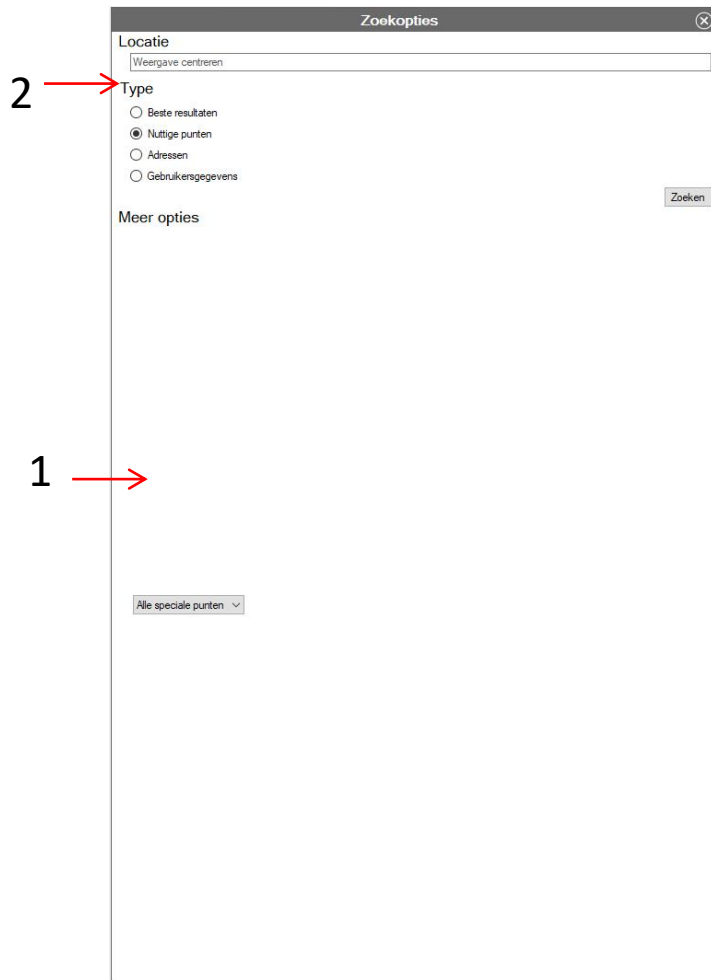 Zoekopties
Locatie
Weergave centreren
2
Type
Beste resultaten
Nuttige punten
Adressen
Gebruikersgegevens
Zoeken
Meer opties
1
Alle speciale punten